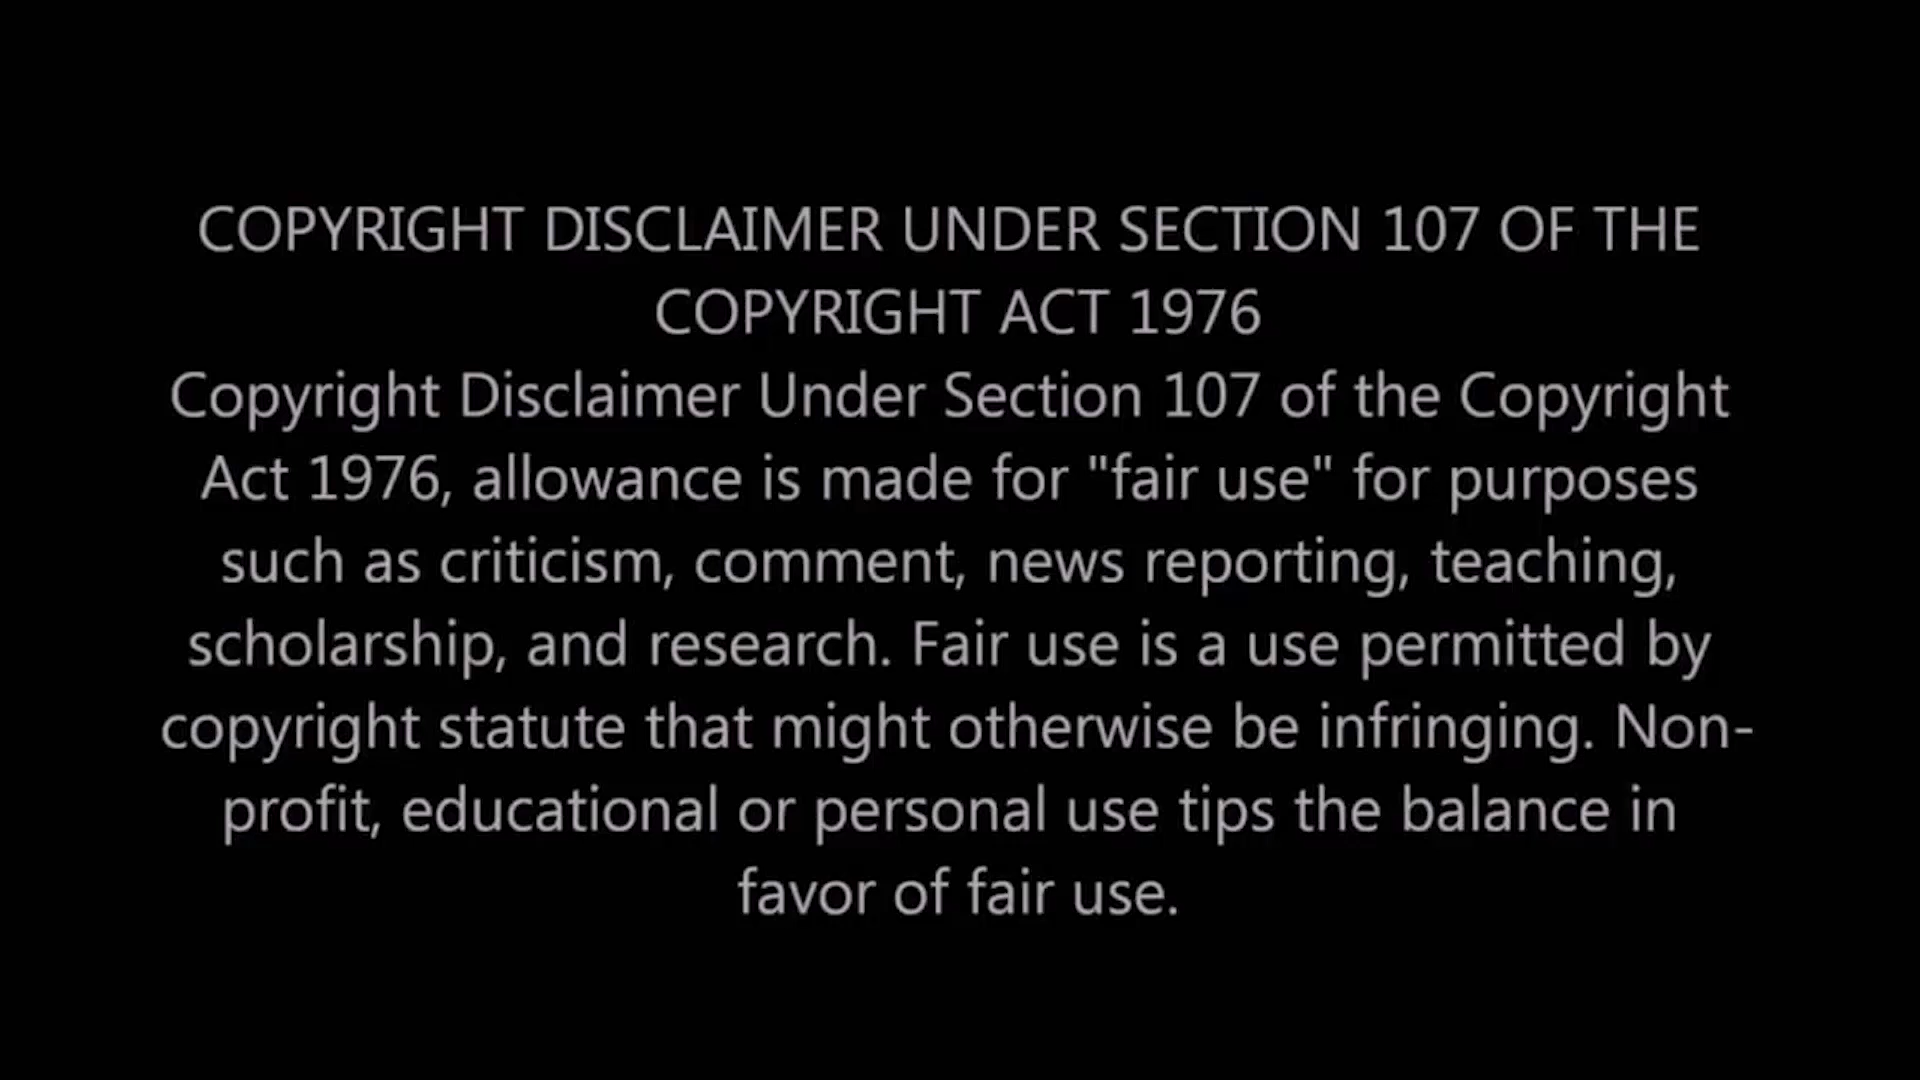 COPYRIGHT DISCLAIMER UNDER SECTION 107 OF THE
COPYRIGHT ACT 1976
Copyright Disclaimer Under Section 107 of the Copyright
Act 1976, allowance is made for "fair use" for purposes
such as criticism, comment, news reporting, teaching,
scholarship, and research. Fair use is a use permitted by
copyright statute that might otherwise be infringing. Non-
profit, educational or personal use tips the balance in
favor of fair use.